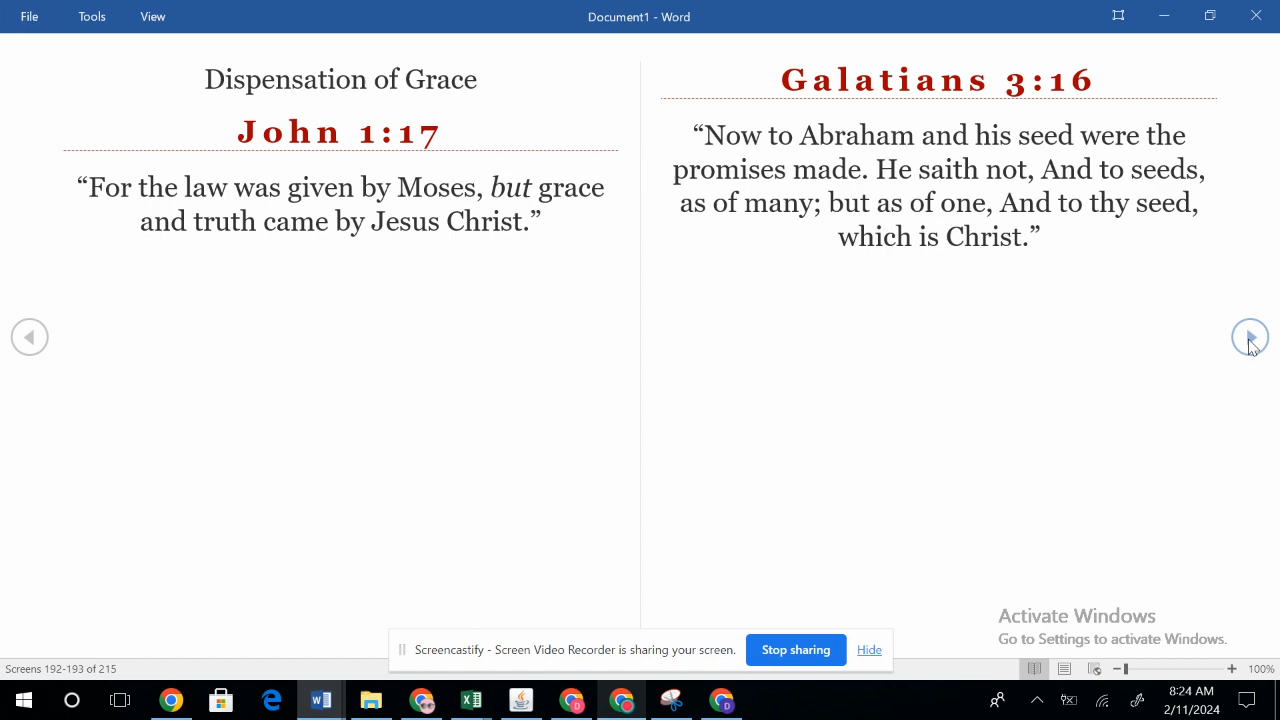 File Tools View Document1 - Word
Dispensation of Grace
John 1:17
“For the law was given by Moses, but grace
and truth came by Jesus Christ.”
Galatians 3:16
“Now to Abraham and his seed were the
promises made. He saith not, And to seeds,
as of many; but as of one, And to thy seed,
which is Christ.”
Activate Windows
Go to Settings to activate Windows.
Screencastify - Screen Video Recorder is sharing your screen. Stop sharing Hide
Screens 192-193 of 215 100%
8:24 AM
2/11/2024